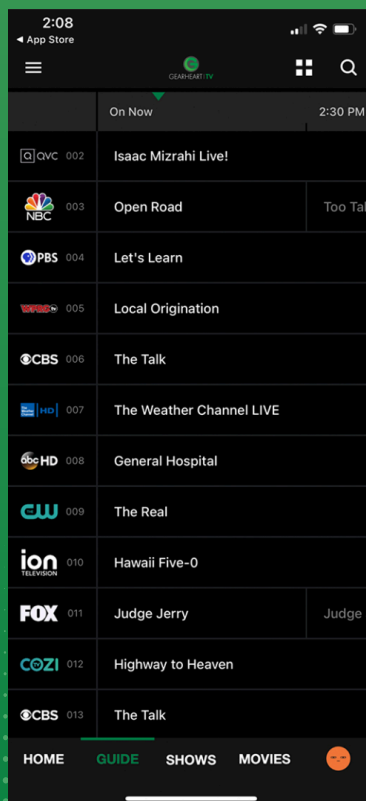 2:08
App Store
GEARHEART TV
On Now 2:30 PM
QVC 002 Isaac Mizrahi Live!
NBC 003 Open Road Too Tal
PBS 004 Let's Learn
005 Local Origination
CBS 006 The Talk
HD 007 The Weather Channel LIVE
abc HD 008 General Hospital
CW 009 The Real
ion TELEVISION 010 Hawaii Five-0
FOX 011 Judge Jerry Judge
COZI TV 012 Highway to Heaven
CBS 013 The Talk
HOME GUIDE SHOWS MOVIES